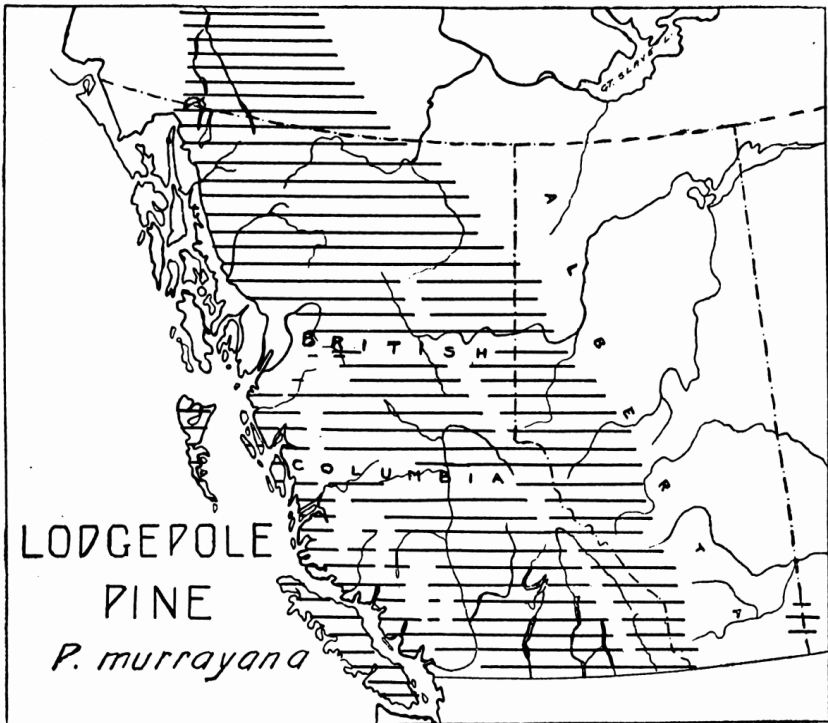 GT. SLAVE L.
ALBERTA
BRITISH
COLUMBIA
LODGEPOLE
PINE
P. murrayana